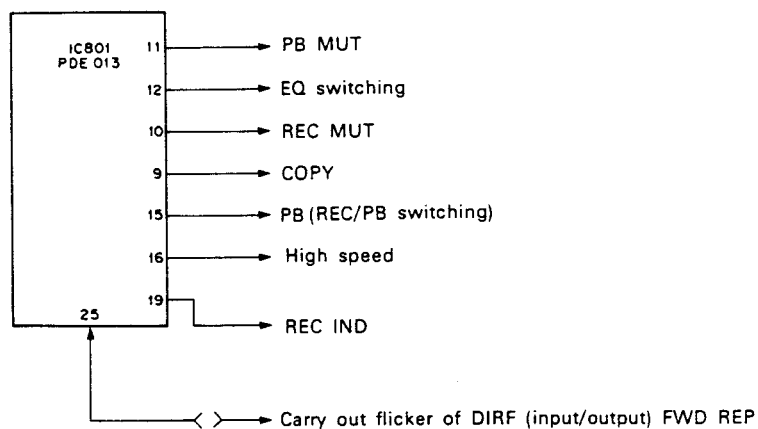 IC801
PDE 013
11 PB MUT
12 EQ switching
10 REC MUT
9 COPY
15 PB (REC/PB switching)
16 High speed
19 REC IND
25
Carry out flicker of DIRF (input/output) FWD REP